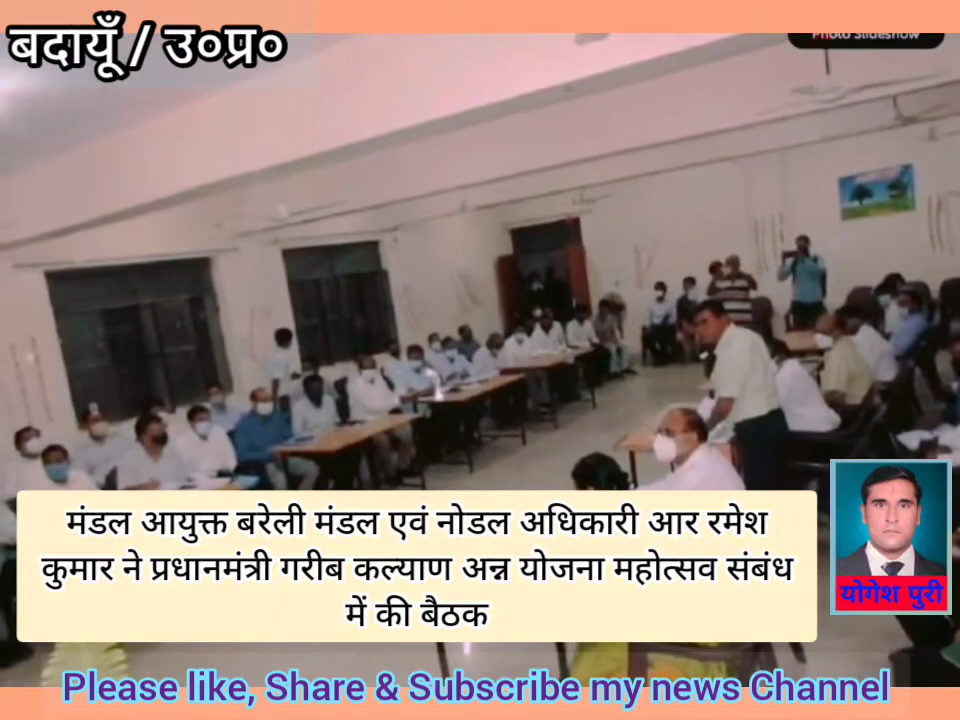 बदायूँ / उ०प्र०
Photo Slideshow
मंडल आयुक्त बरेली मंडल एवं नोडल अधिकारी आर रमेश
कुमार ने प्रधानमंत्री गरीब कल्याण अन्न योजना महोत्सव संबंध
में की बैठक
योगेश पुरी
Please like, Share & Subscribe my news Channel